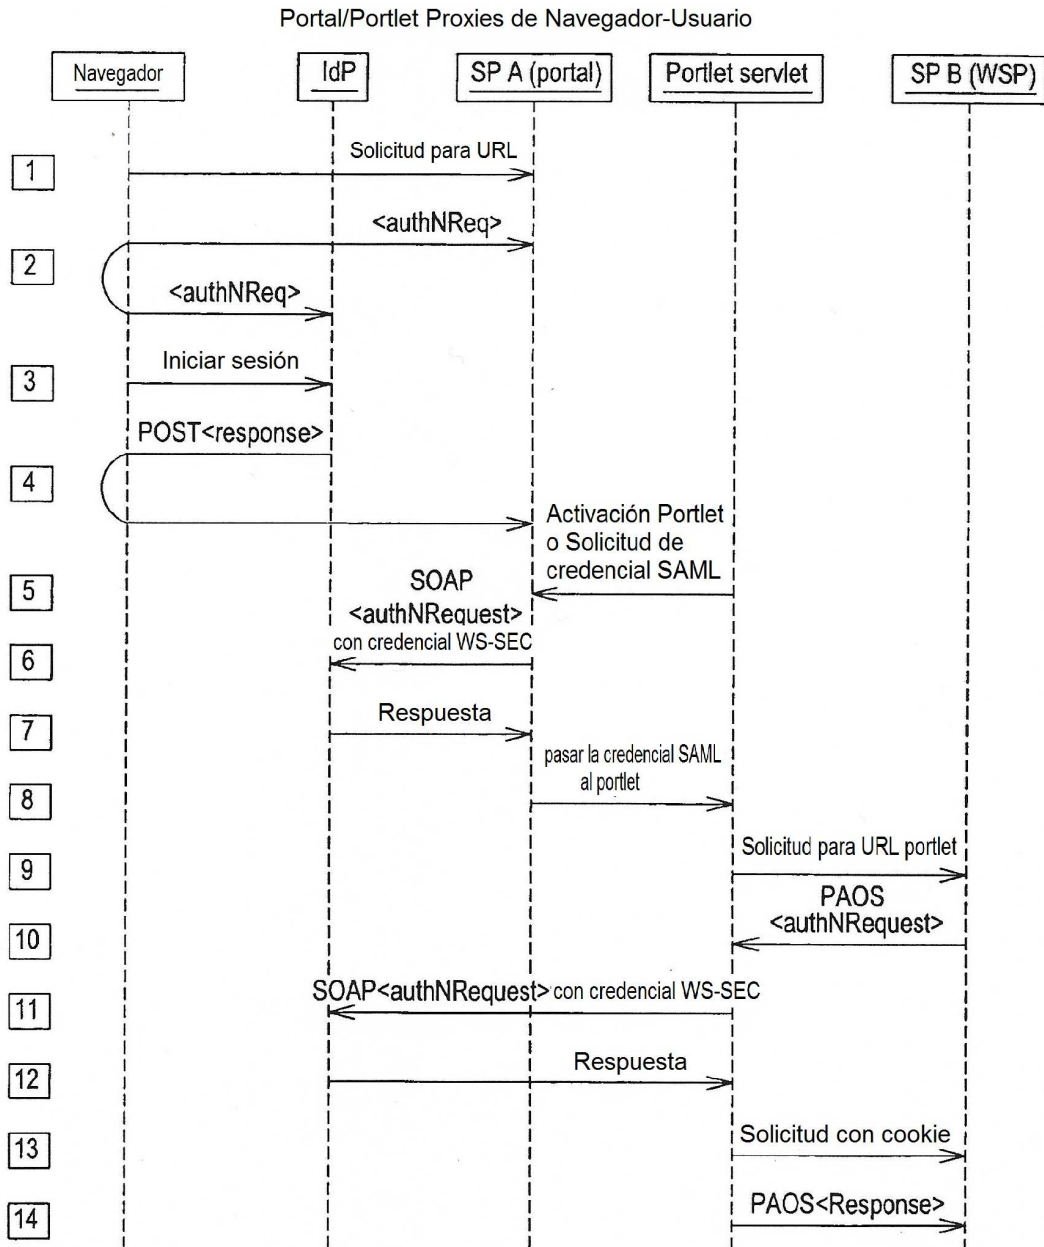 Portal/Portlet Proxies de Navegador-Usuario
Navegador
IdP
SP A (portal)
Portlet servlet
SP B (WSP)
1
Solicitud para URL
2
<authNReq>
<authNReq>
3
Iniciar sesión
POST<response>
4
Activación Portlet
o Solicitud de
credencial SAML
5
SOAP
<authNRequest>
con credencial WS-SEC
6
7
Respuesta
pasar la credencial SAML
al portlet
8
Solicitud para URL portlet
9
PAOS
<authNRequest>
10
SOAP<authNRequest> con credencial WS-SEC
11
Respuesta
12
13
Solicitud con cookie
PAOS<Response>
14